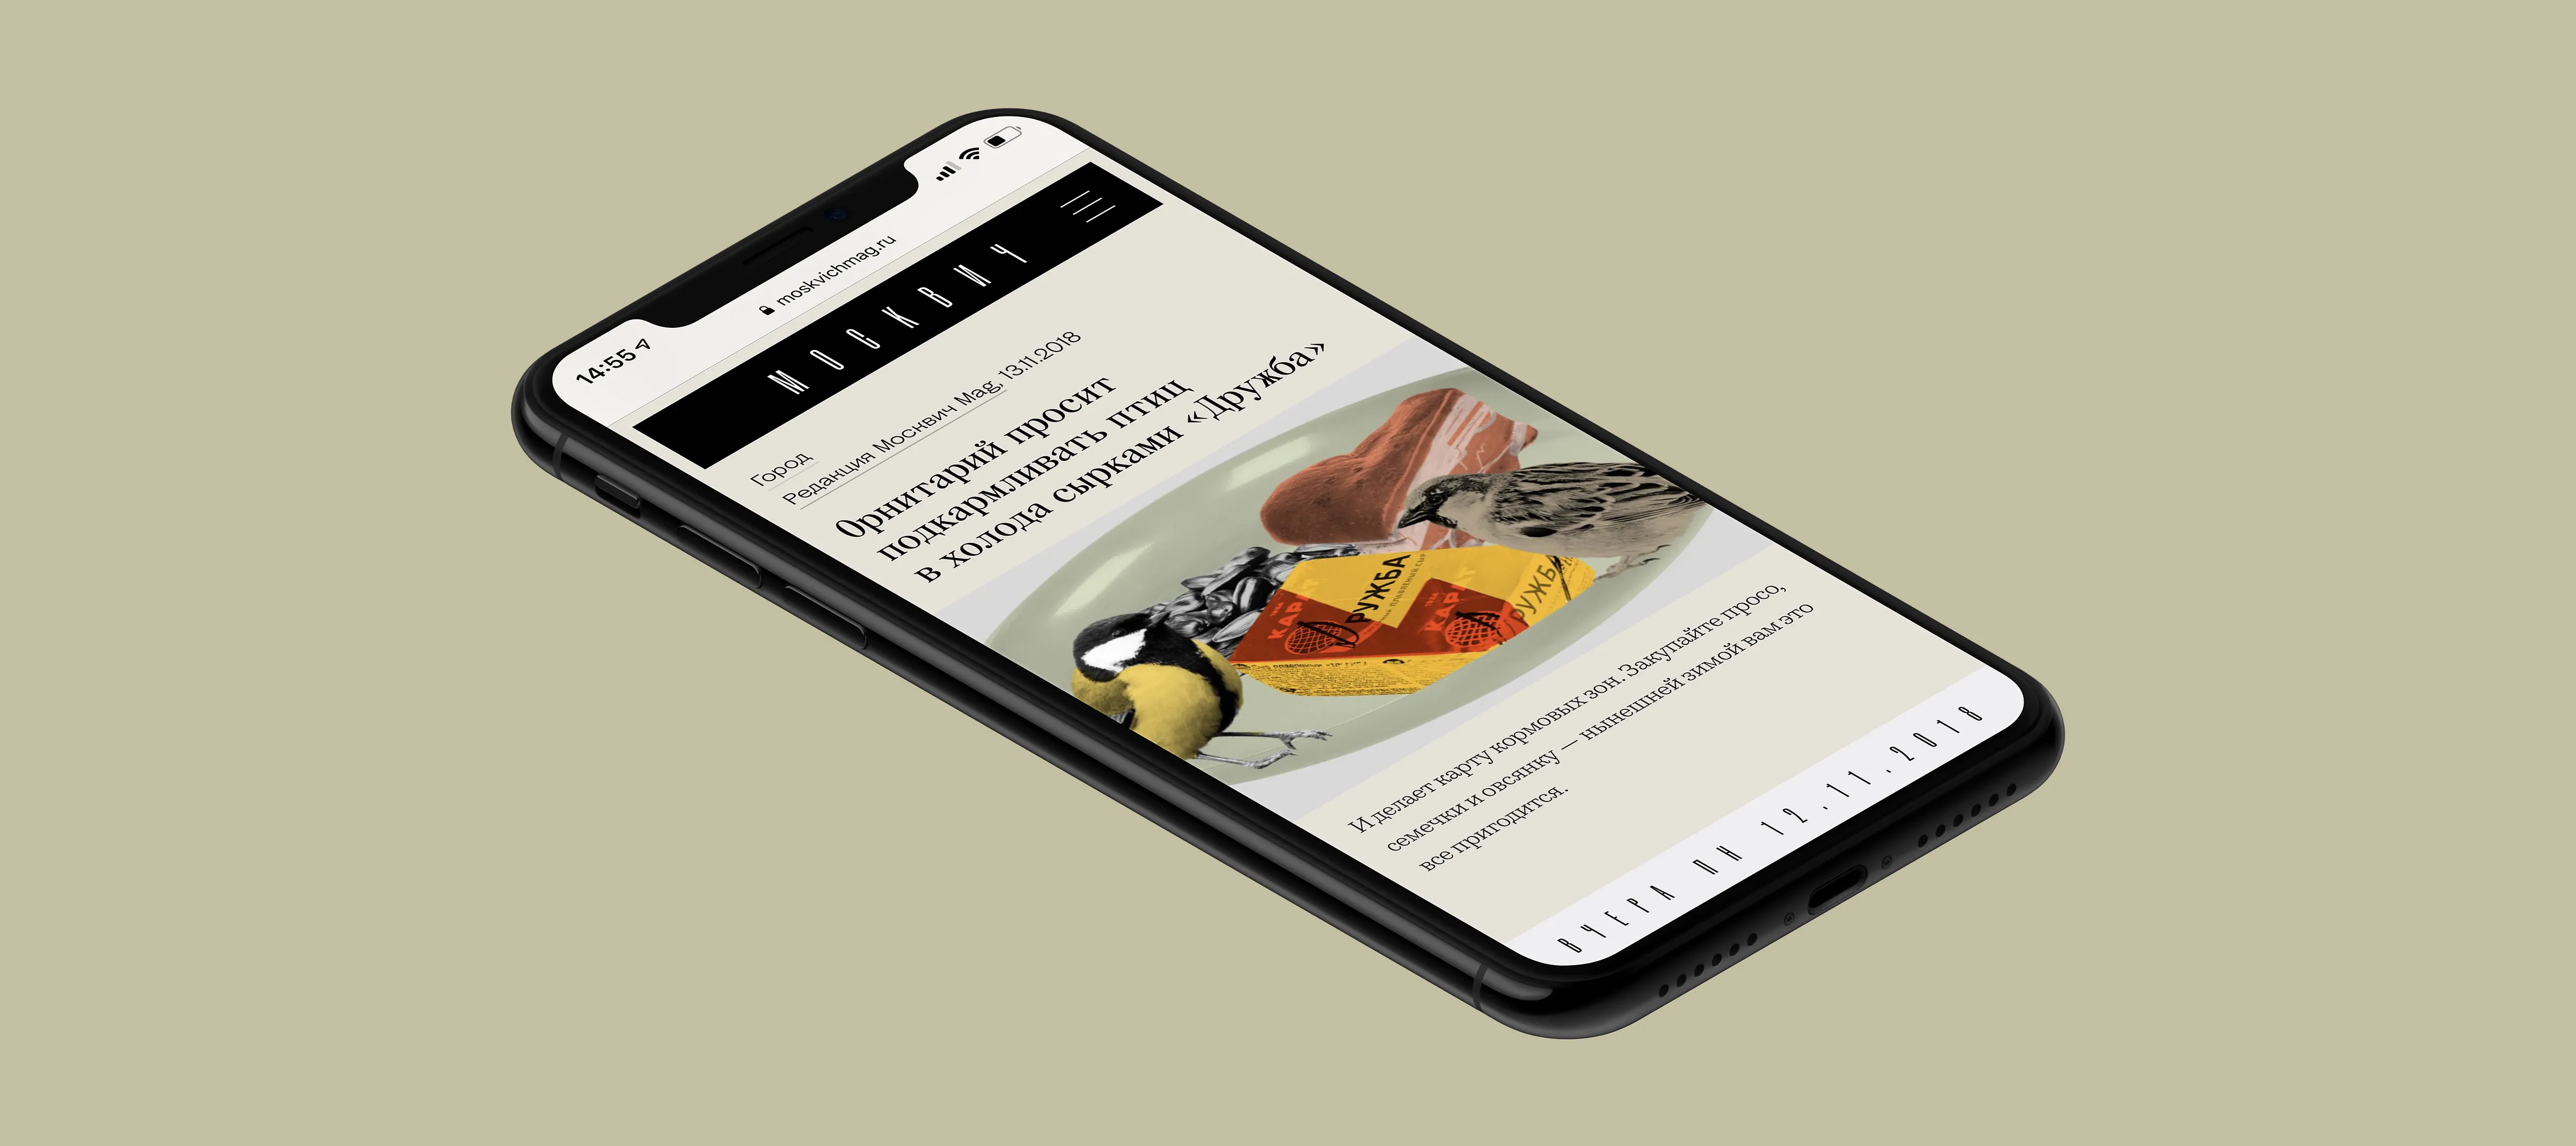 14:55
moskvichmag.ru
МОСКВИЧ
Город
Редакция Москвич Mag, 13.11.2018
Орнитарий просит
подкармливать птиц
в холода сырками «Дружба»
КАРАТ
ДРУЖБА
КАРАТ
ДРУЖБА
И делает карту кормовых зон. Закупайте просо,
семечки и овсянку — нынешней зимой вам это
все пригодится.
ВЧЕРА ПН 12.11.2018